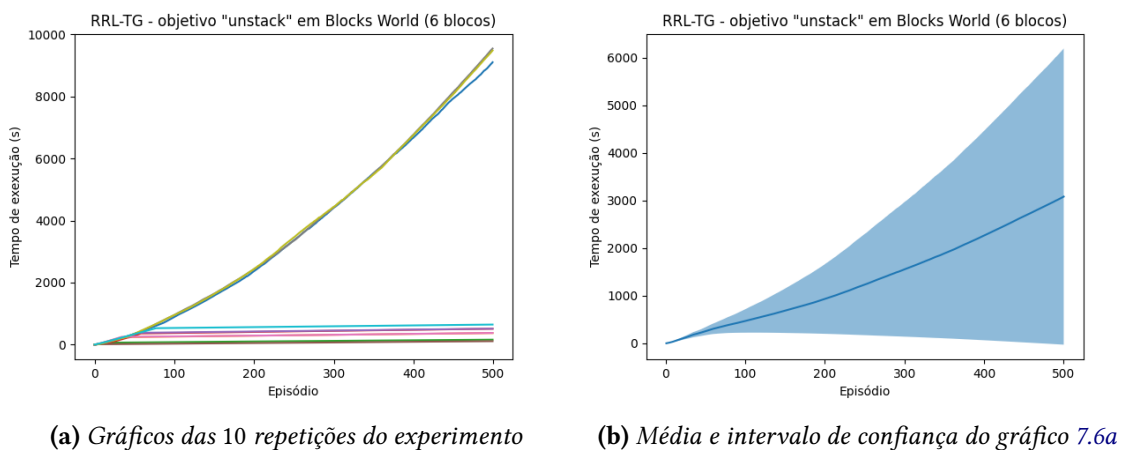 RRL-TG - objetivo "unstack" em Blocks World (6 blocos)
10000
8000
6000
4000
2000
0
Tempo de exexução (s)
0 100 200 300 400 500
Episódio
(a) Gráficos das 10 repetições do experimento
RRL-TG - objetivo "unstack" em Blocks World (6 blocos)
6000
5000
4000
3000
2000
1000
0
Tempo de exexução (s)
0 100 200 300 400 500
Episódio
(b) Média e intervalo de confiança do gráfico 7.6a